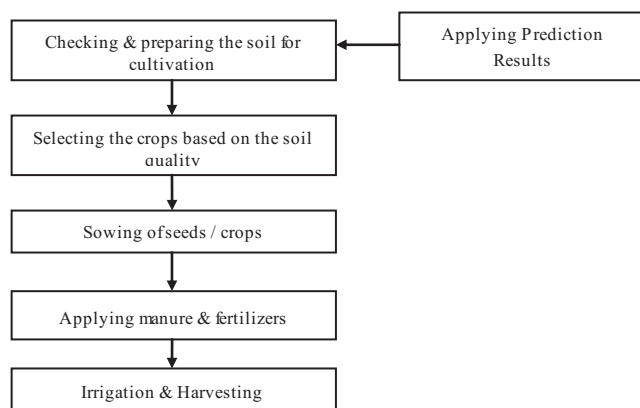 Checking & preparing the soil for
cultivation
Applying Prediction
Results
Selecting the crops based on the soil
quality
Sowing of seeds / crops
Applying manure & fertilizers
Irrigation & Harvesting